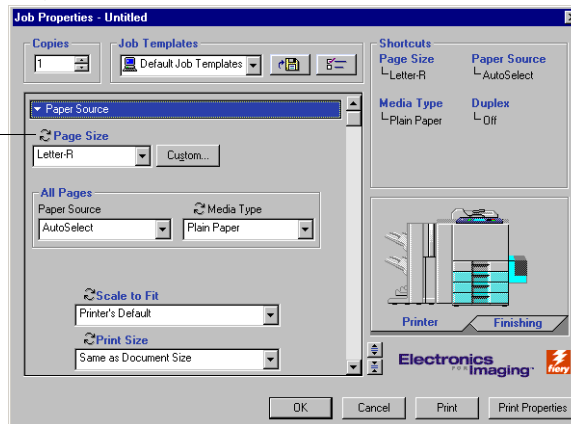 Job Properties - Untitled
Copies
1
Job Templates
Default Job Templates
Paper Source
Page Size
Letter-R
Custom...
All Pages
Paper Source
AutoSelect
Media Type
Plain Paper
Scale to Fit
Printer's Default
Print Size
Same as Document Size
Shortcuts
Page Size
Letter-R
Paper Source
AutoSelect
Media Type
Plain Paper
Duplex
Off
Printer
Finishing
Electronics
FOR Imaging
fiery
OK
Cancel
Print
Print Properties